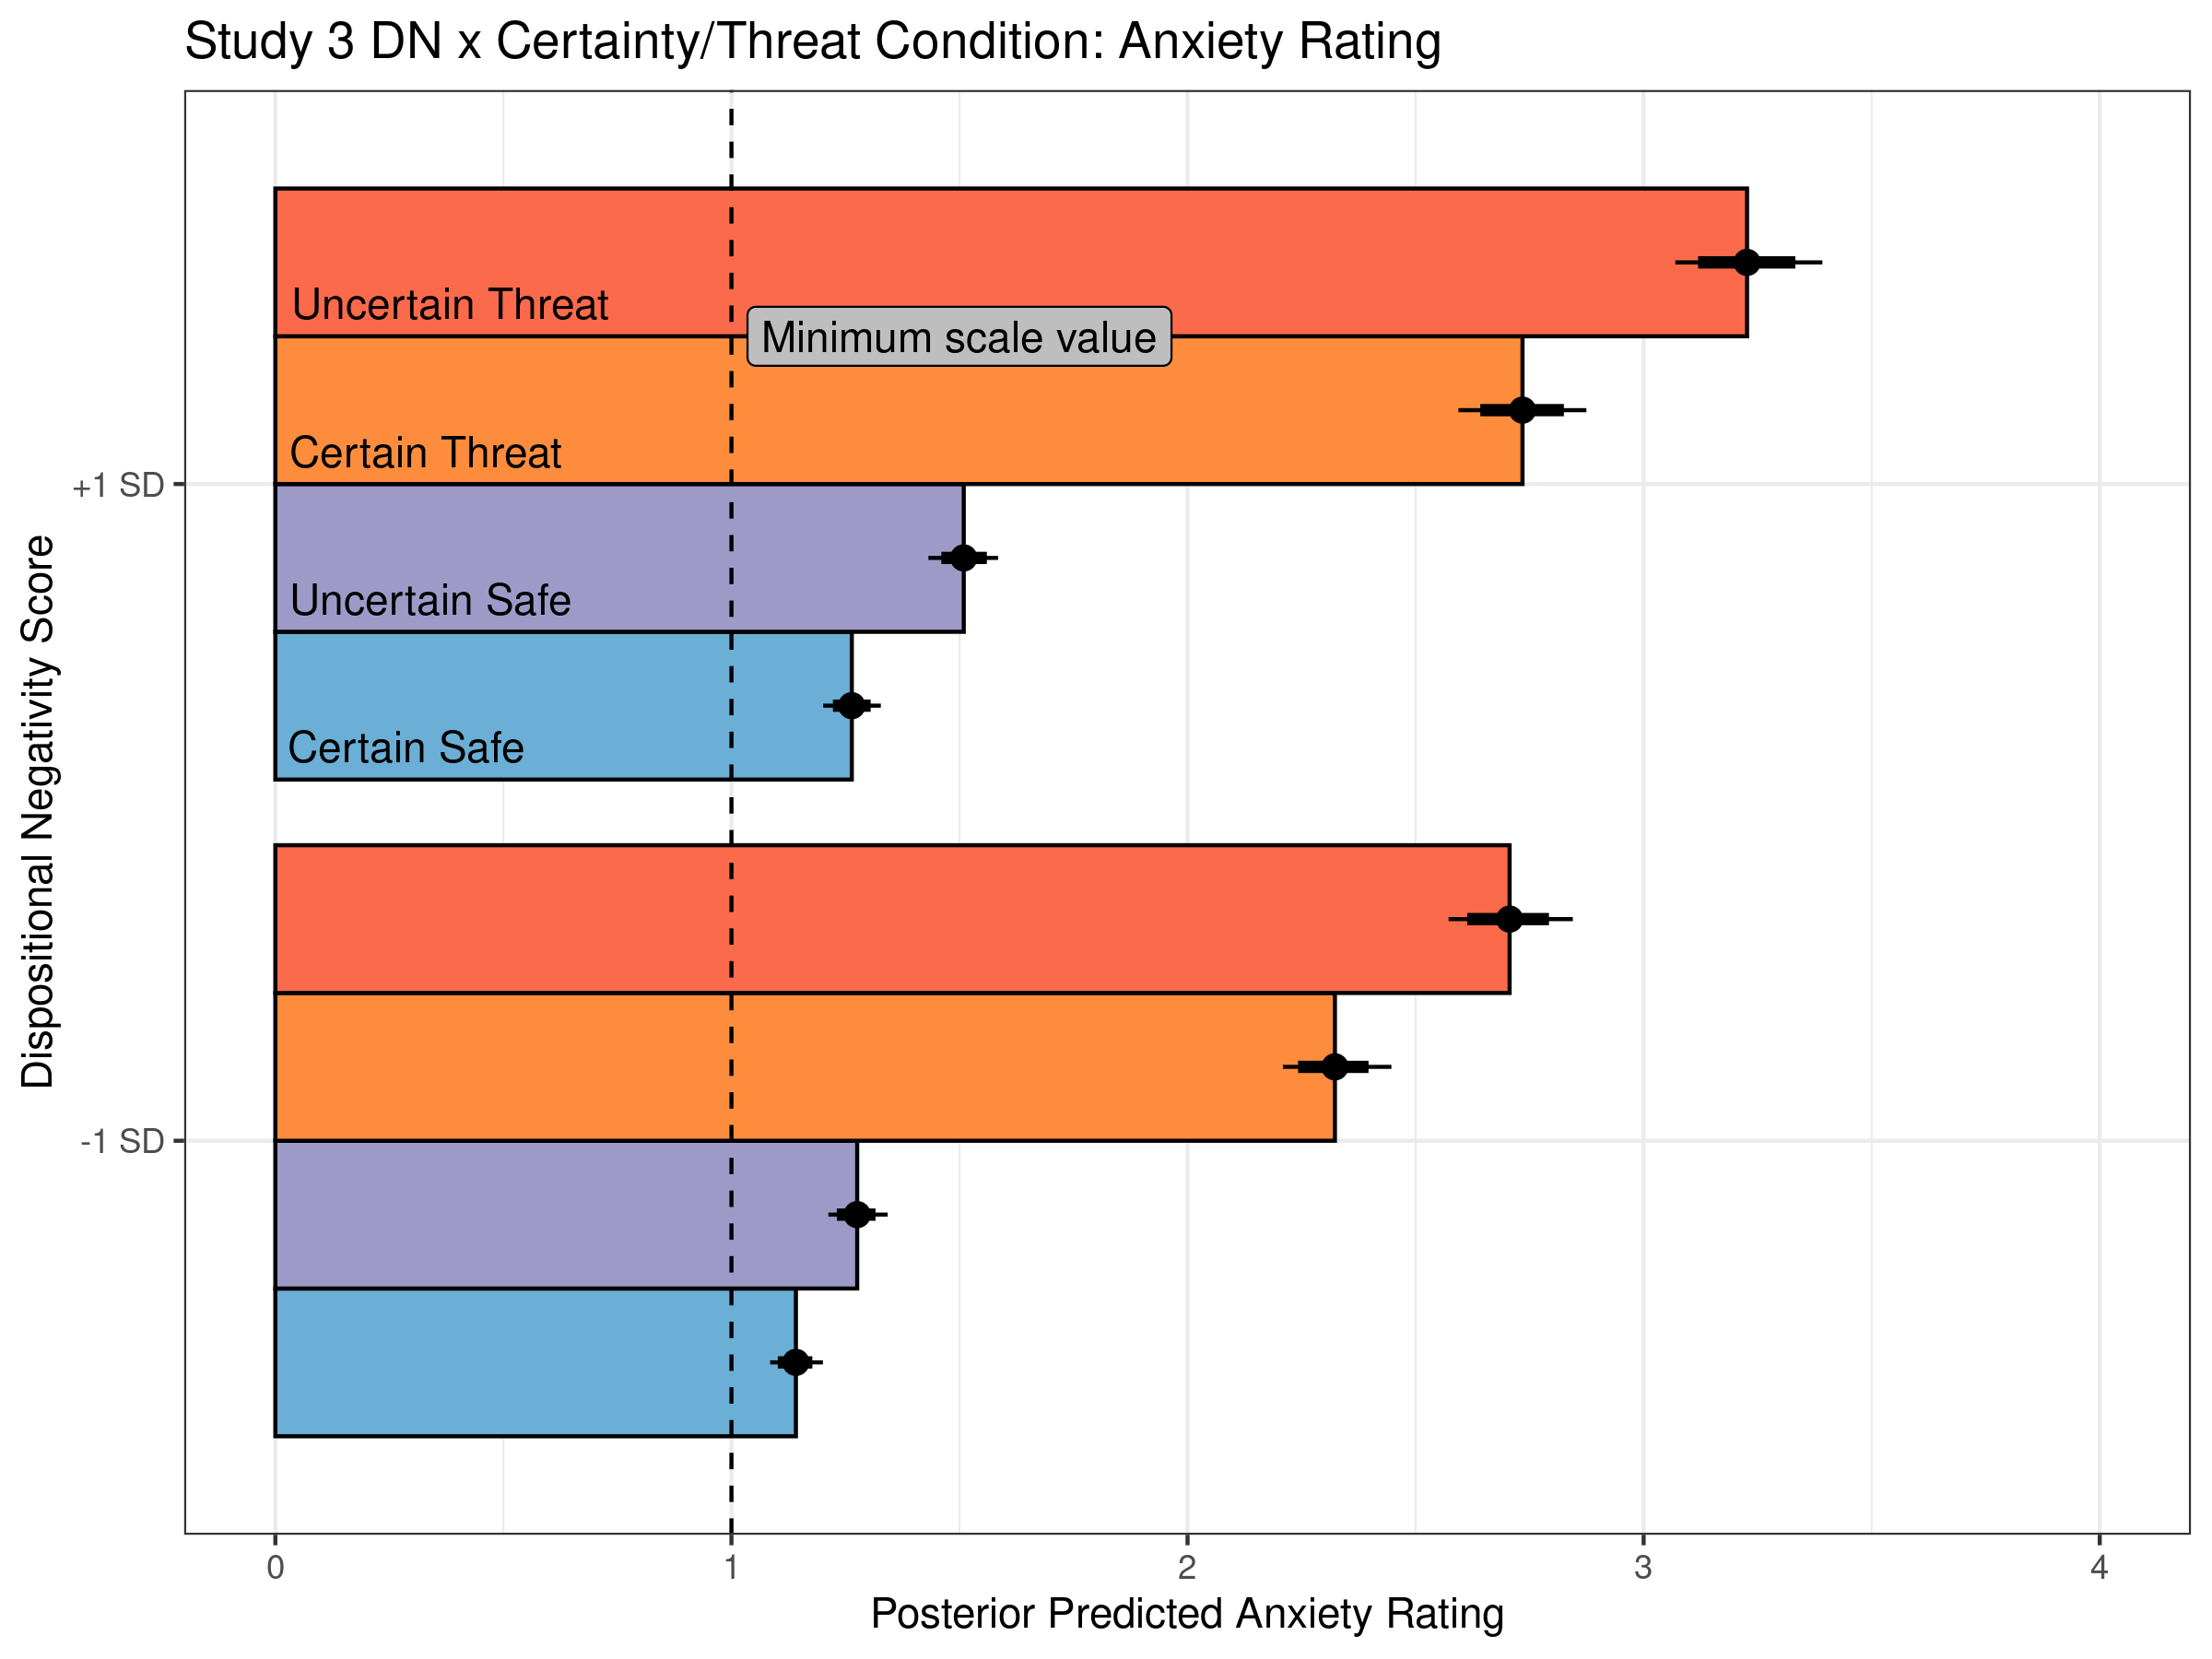 Study 3 DN x Certainty/Threat Condition: Anxiety Rating
Uncertain Threat
Minimum scale value
Certain Threat
+1 SD
Uncertain Safe
Certain Safe
Dispositional Negativity Score
-1 SD
0 1 2 3 4
Posterior Predicted Anxiety Rating